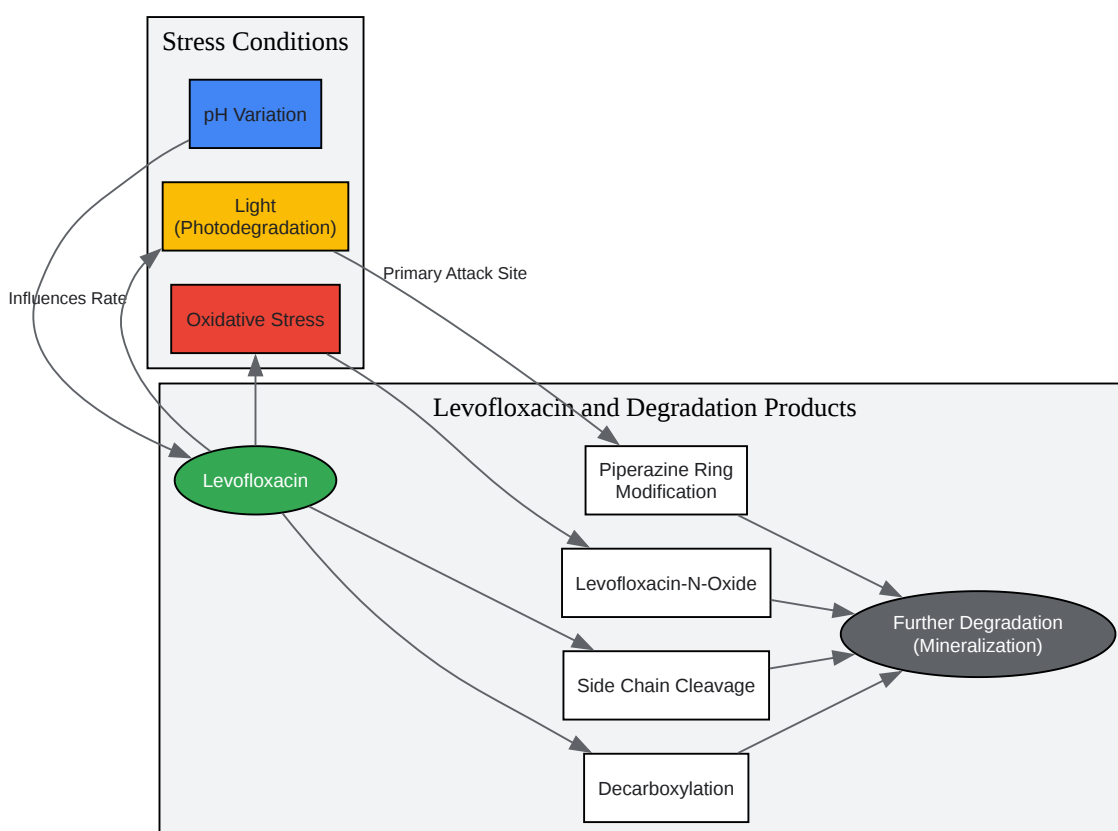 Stress Conditions
pH Variation
Light
(Photodegradation)
Primary Attack Site
Influences Rate
Oxidative Stress
Levofloxacin and Degradation Products
Levofloxacin
Piperazine Ring
Modification
Levofloxacin-N-Oxide
Further Degradation
(Mineralization)
Side Chain Cleavage
Decarboxylation